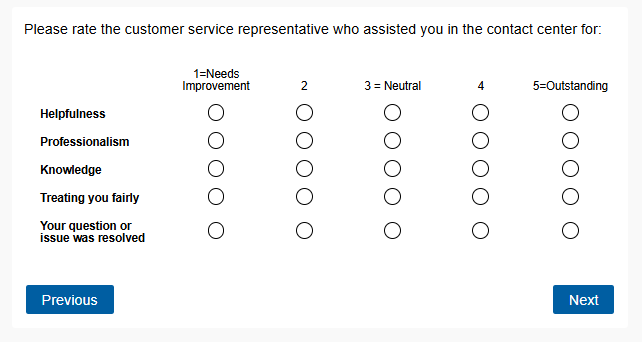 Please rate the customer service representative who assisted you in the contact center for:
1=Needs
Improvement 2 3 = Neutral 4 5=Outstanding
Helpfulness
Professionalism
Knowledge
Treating you fairly
Your question or
issue was resolved
Previous Next